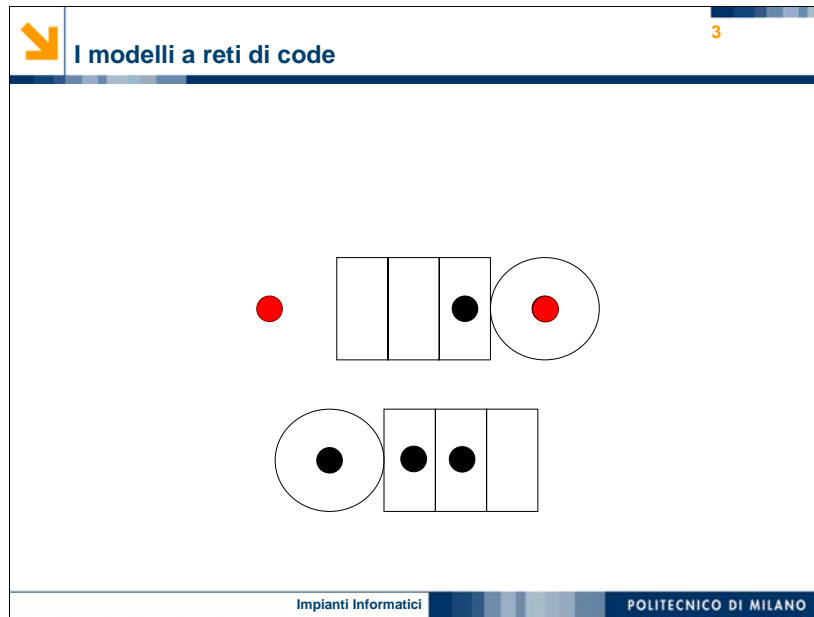 3
I modelli a reti di code
Impianti Informatici
POLITECNICO DI MILANO